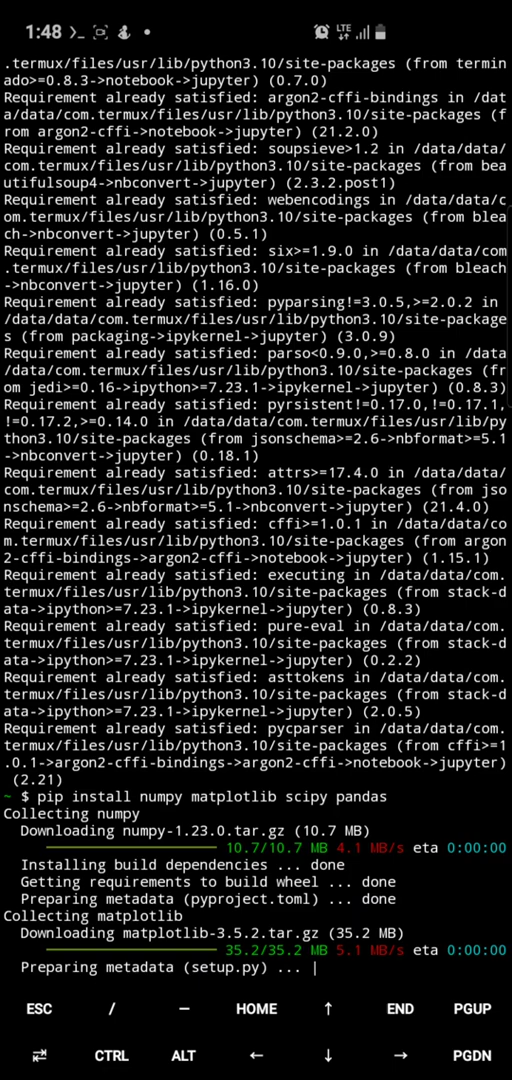 1:48 >_ LTE
.termux/files/usr/lib/python3.10/site-packages (from termin
ado>=0.8.3->notebook->jupyter) (0.7.0)
Requirement already satisfied: argon2-cffi-bindings in /dat
a/data/com.termux/files/usr/lib/python3.10/site-packages (f
rom argon2-cffi->notebook->jupyter) (21.2.0)
Requirement already satisfied: soupsieve>1.2 in /data/data/
com.termux/files/usr/lib/python3.10/site-packages (from bea
utifulsoup4->nbconvert->jupyter) (2.3.2.post1)
Requirement already satisfied: webencodings in /data/data/c
om.termux/files/usr/lib/python3.10/site-packages (from blea
ch->nbconvert->jupyter) (0.5.1)
Requirement already satisfied: six>=1.9.0 in /data/data/com
.termux/files/usr/lib/python3.10/site-packages (from bleach
->nbconvert->jupyter) (1.16.0)
Requirement already satisfied: pyparsing!=3.0.5,>=2.0.2 in 
/data/data/com.termux/files/usr/lib/python3.10/site-package
s (from packaging->ipykernel->jupyter) (3.0.9)
Requirement already satisfied: parso<0.9.0,>=0.8.0 in /data
/data/com.termux/files/usr/lib/python3.10/site-packages (fr
om jedi>=0.16->ipython>=7.23.1->ipykernel->jupyter) (0.8.3)
Requirement already satisfied: pyrsistent!=0.17.0,!=0.17.1,
!=0.17.2,>=0.14.0 in /data/data/com.termux/files/usr/lib/py
thon3.10/site-packages (from jsonschema>=2.6->nbformat>=5.1
->nbconvert->jupyter) (0.18.1)
Requirement already satisfied: attrs>=17.4.0 in /data/data/
com.termux/files/usr/lib/python3.10/site-packages (from jso
nschema>=2.6->nbformat>=5.1->nbconvert->jupyter) (21.4.0)
Requirement already satisfied: cffi>=1.0.1 in /data/data/co
m.termux/files/usr/lib/python3.10/site-packages (from argon
2-cffi-bindings->argon2-cffi->notebook->jupyter) (1.15.1)
Requirement already satisfied: executing in /data/data/com.
termux/files/usr/lib/python3.10/site-packages (from stack-d
ata->ipython>=7.23.1->ipykernel->jupyter) (0.8.3)
Requirement already satisfied: pure-eval in /data/data/com.
termux/files/usr/lib/python3.10/site-packages (from stack-d
ata->ipython>=7.23.1->ipykernel->jupyter) (0.2.2)
Requirement already satisfied: asttokens in /data/data/com.
termux/files/usr/lib/python3.10/site-packages (from stack-d
ata->ipython>=7.23.1->ipykernel->jupyter) (2.0.5)
Requirement already satisfied: pycparser in /data/data/com.
termux/files/usr/lib/python3.10/site-packages (from cffi>=1
.0.1->argon2-cffi-bindings->argon2-cffi->notebook->jupyter)
 (2.21)
~ $ pip install numpy matplotlib scipy pandas
Collecting numpy
  Downloading numpy-1.23.0.tar.gz (10.7 MB)
10.7/10.7 MB 4.1 MB/s eta 0:00:00
  Installing build dependencies ... done
  Getting requirements to build wheel ... done
  Preparing metadata (pyproject.toml) ... done
Collecting matplotlib
  Downloading matplotlib-3.5.2.tar.gz (35.2 MB)
35.2/35.2 MB 5.1 MB/s eta 0:00:00
  Preparing metadata (setup.py) ... |
ESC / — HOME ↑ END PGUP
⇄ CTRL ALT ← ↓ → PGDN